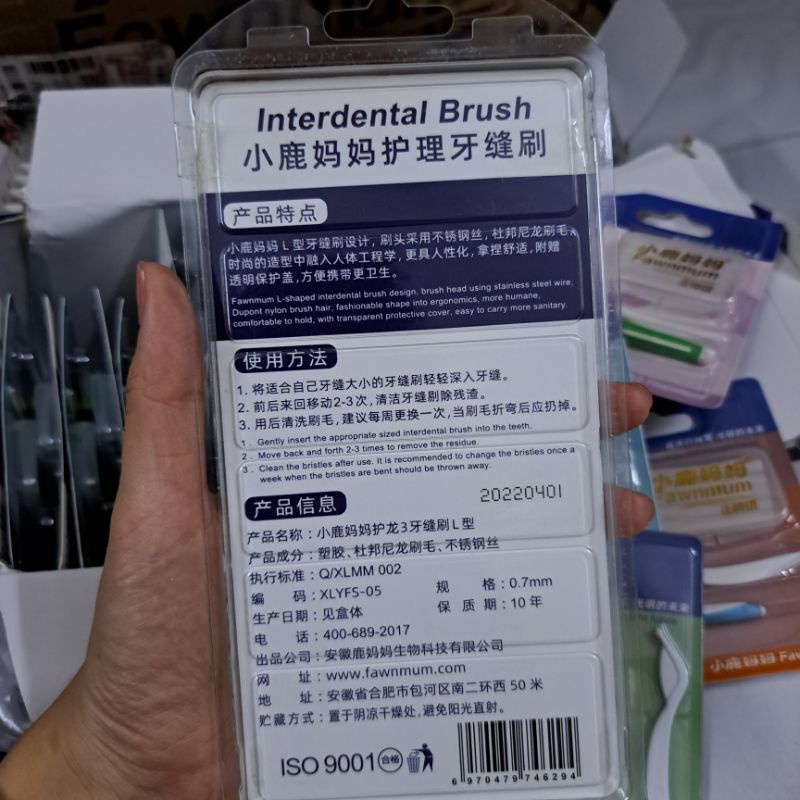 Interdental Brush
小鹿妈妈护理牙缝刷
产品特点
小鹿妈妈L型牙缝刷设计，刷头采用不锈钢丝，杜邦尼龙刷毛，
时尚的造型中融入人体工程学，更具人性化，拿捏舒适，附赠
透明保护盖，方便携带更卫生。
Fawnmum L-shaped interdental brush design, brush head using stainless steel wire,
Dupont nylon brush hair, fashionable shape into ergonomics, more humane,
comfortable to hold, with transparent protective cover, easy to carry more sanitary.
使用方法
1. 将适合自己牙缝大小的牙缝刷轻轻深入牙缝。
2. 前后来回移动2-3次，清洁牙缝剔除残渣。
3. 用后清洗刷毛，建议每周更换一次，当刷毛折弯后应扔掉。
1. Gently insert the appropriate sized interdental brush into the teeth.
2. Move back and forth 2-3 times to remove the residue.
3. Clean the bristles after use. It is recommended to change the bristles once a
week when the bristles are bent should be thrown away.
产品信息
20220401
产品名称：小鹿妈妈护龙3牙缝刷L型
产品成分：塑胶、杜邦尼龙刷毛、不锈钢丝
执行标准：Q/XLMM 002
规 格：0.7mm
编 码：XLYFS-05
保 质 期：10 年
生产日期：见盒体
电 话：400-689-2017
出品公司：安徽鹿妈妈生物科技有限公司
网 址：www.fawnmum.com
地 址：安徽省合肥市包河区南二环西 50 米
贮藏方式：置于阴凉干燥处，避免阳光直射。
ISO 9001 合格
6 970479 746294
小鹿妈妈
Fawnmum
小鹿妈妈
Fawnmum
小鹿妈妈 Faw